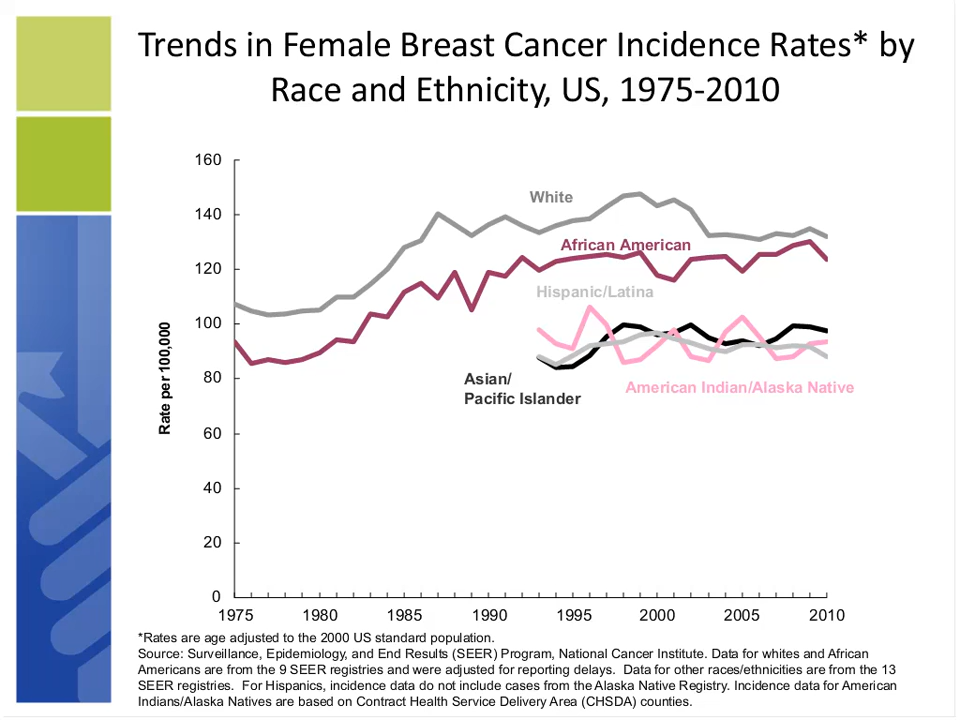 Trends in Female Breast Cancer Incidence Rates* by
Race and Ethnicity, US, 1975-2010
160
140
120
100
80
60
40
20
0
Rate per 100,000
White
African American
Hispanic/Latina
Asian/
Pacific Islander
American Indian/Alaska Native
1975 1980 1985 1990 1995 2000 2005 2010
*Rates are age adjusted to the 2000 US standard population.
Source: Surveillance, Epidemiology, and End Results (SEER) Program, National Cancer Institute. Data for whites and African
Americans are from the 9 SEER registries and were adjusted for reporting delays. Data for other races/ethnicities are from the 13
SEER registries. For Hispanics, incidence data do not include cases from the Alaska Native Registry. Incidence data for American
Indians/Alaska Natives are based on Contract Health Service Delivery Area (CHSDA) counties.